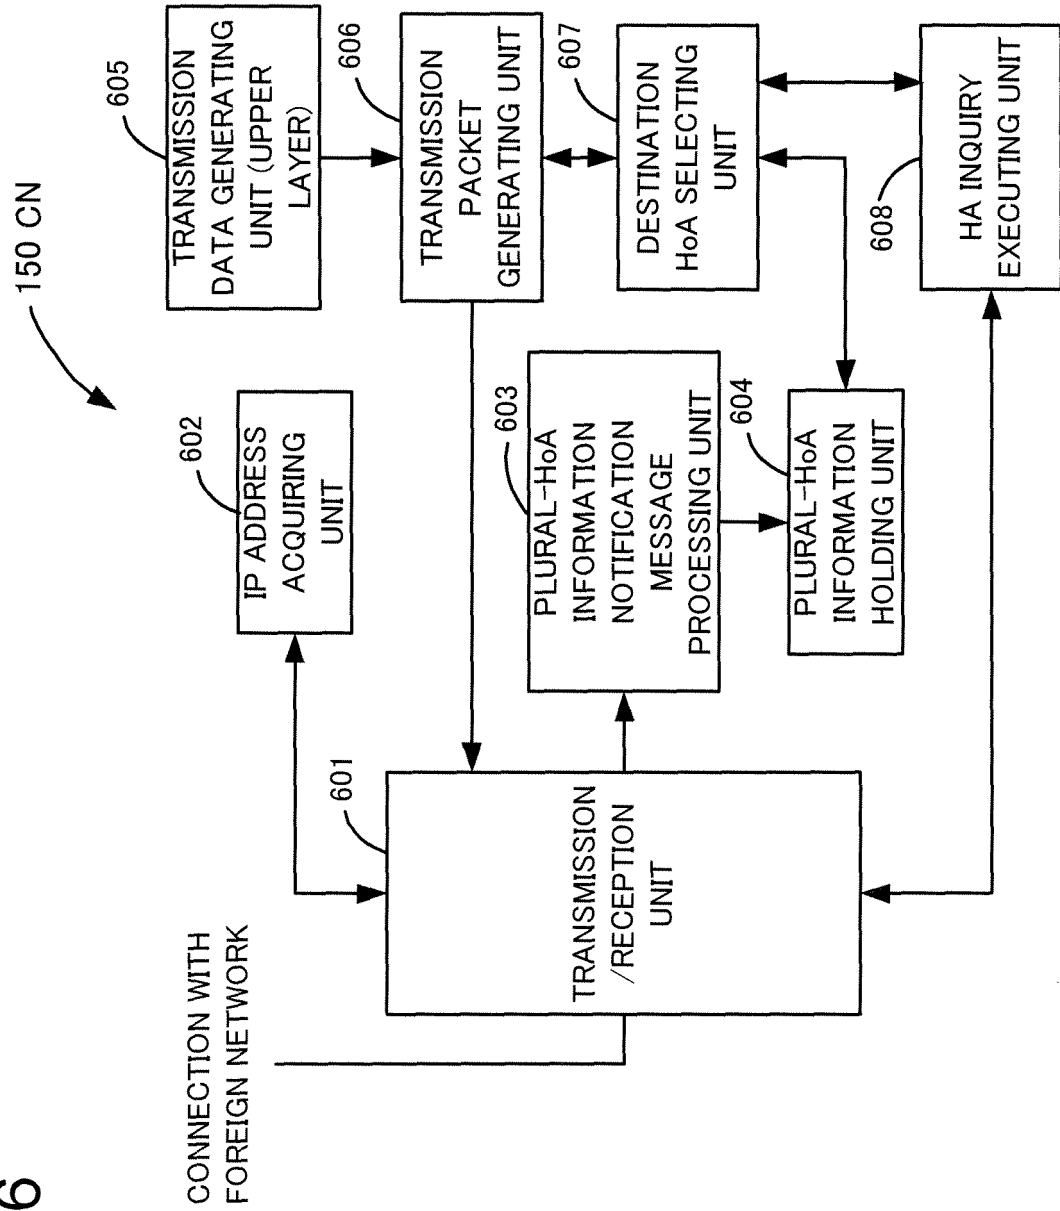 6
150 CN
CONNECTION WITH
FOREIGN NETWORK
601
TRANSMISSION
/RECEPTION
UNIT
602
IP ADDRESS
ACQUIRING
UNIT
603
PLURAL-HoA
INFORMATION
NOTIFICATION
MESSAGE
PROCESSING UNIT
604
PLURAL-HoA
INFORMATION
HOLDING UNIT
605
TRANSMISSION
DATA GENERATING
UNIT (UPPER
LAYER)
606
TRANSMISSION
PACKET
GENERATING UNIT
607
DESTINATION
HoA SELECTING
UNIT
608
HA INQUIRY
EXECUTING UNIT